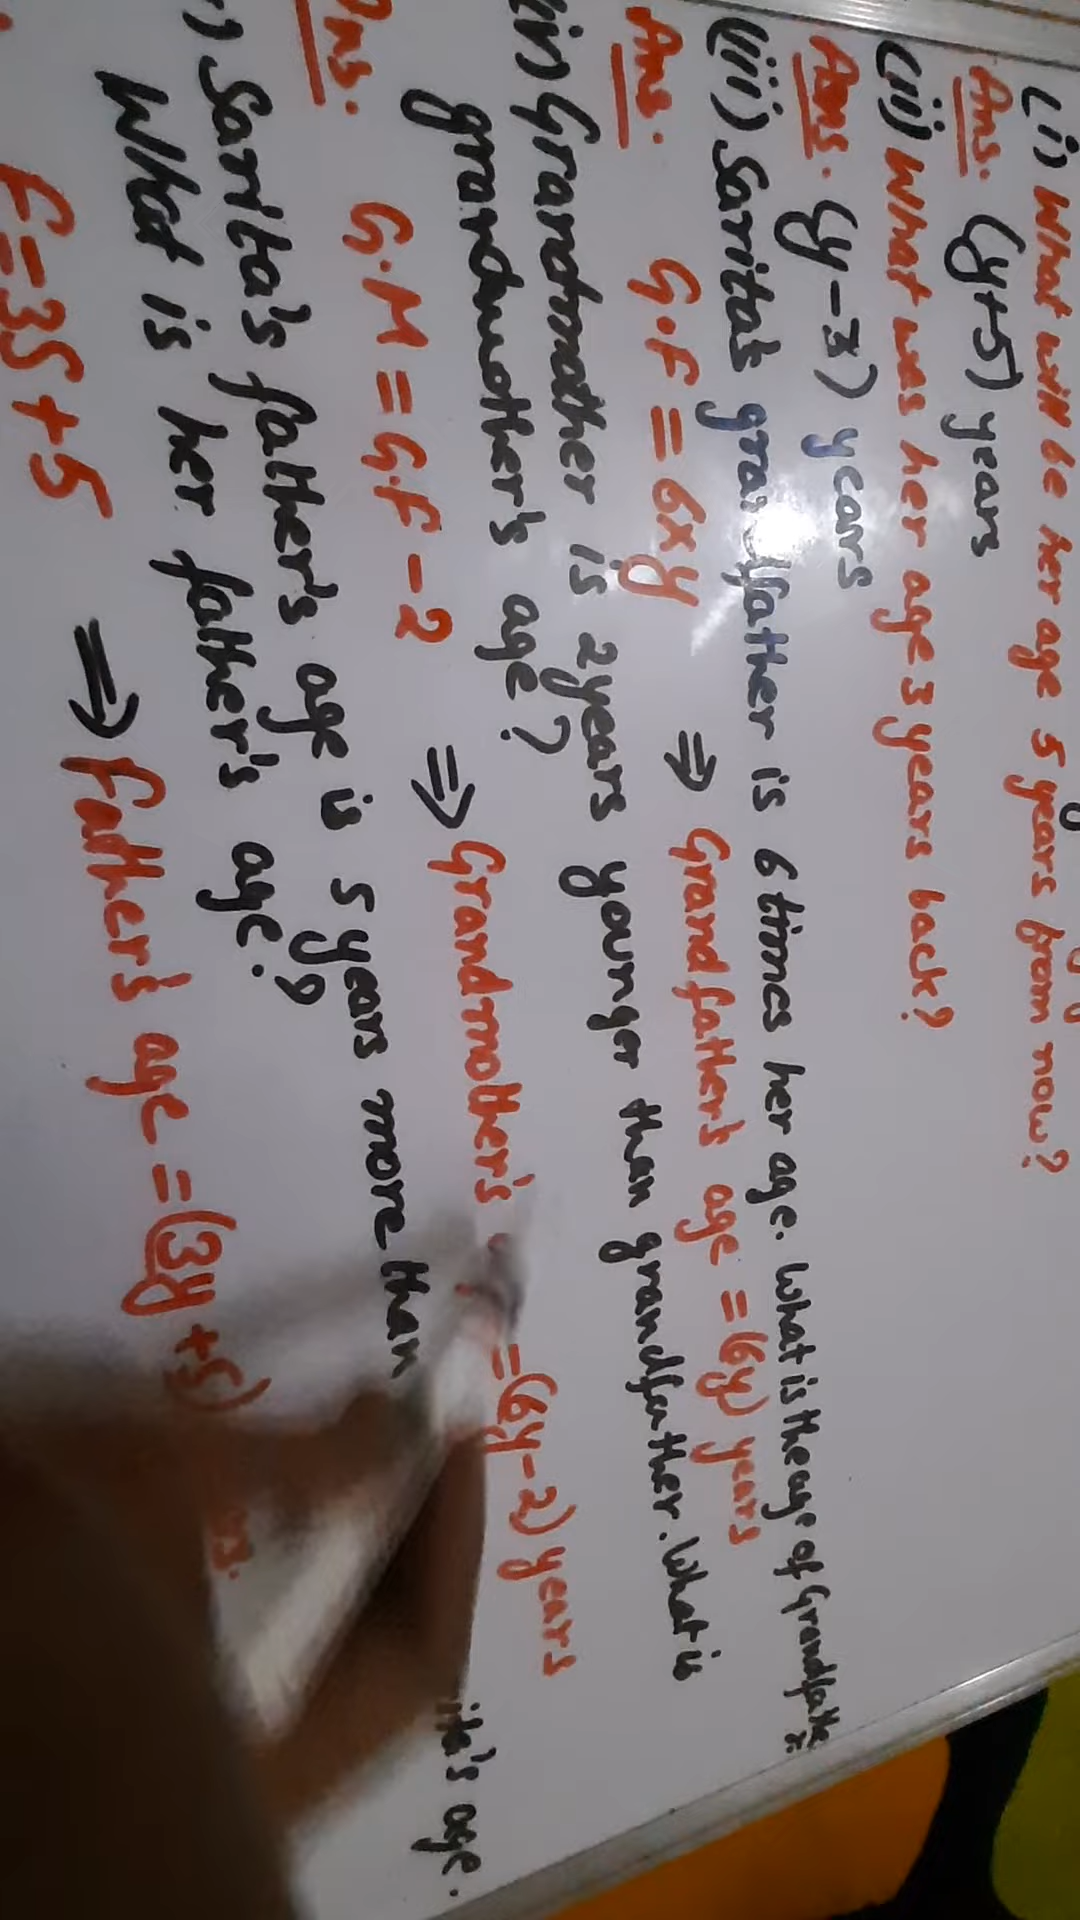 (i) What will be her age 5 years from now?
Ans. (y+5) years
(ii) What was her age 3 years back?
Ans. (y-3) years
(iii) Sarita's grandfather is 6 times her age. What is the age of Grandfather
Ans. G.F = 6xy ⇒ Grandfather's age = (6y) years
(iv) Grandmother is 2 years younger than grandfather. What is
grandmother's age?
Ans. G.M = G.F - 2 ⇒ Grandmother's = (6y-2) years
) Sarita's father's age is 5 years more than ita's age.
What is her father's age?
F = 3S + 5 ⇒ Father's age = (3y + 5)